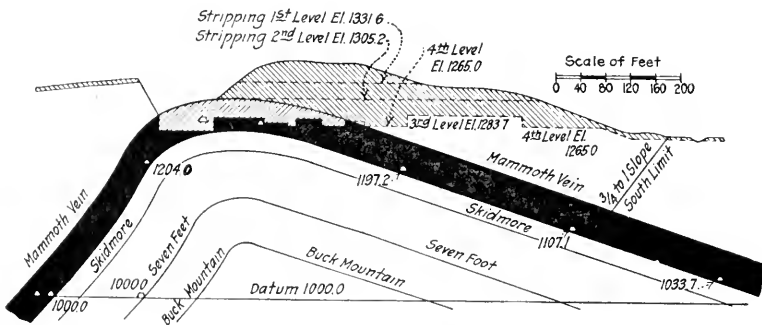 Stripping 1st Level El. 1331.6
Stripping 2nd Level El. 1305.2
4th Level
El. 1265.0
Scale of Feet
0 40 80 120 160 200
3rd Level El. 1283.7
4th Level El.
1265.0
Mammoth Vein
3/4 to 1 Slope
South Limit
Mammoth Vein
1204.0
1197.2
Skidmore
Skidmore
1107.1
Seven Feet
Seven Foot
1033.7
Buck Mountain
Buck Mountain
1000.0
1000.0
Datum 1000.0